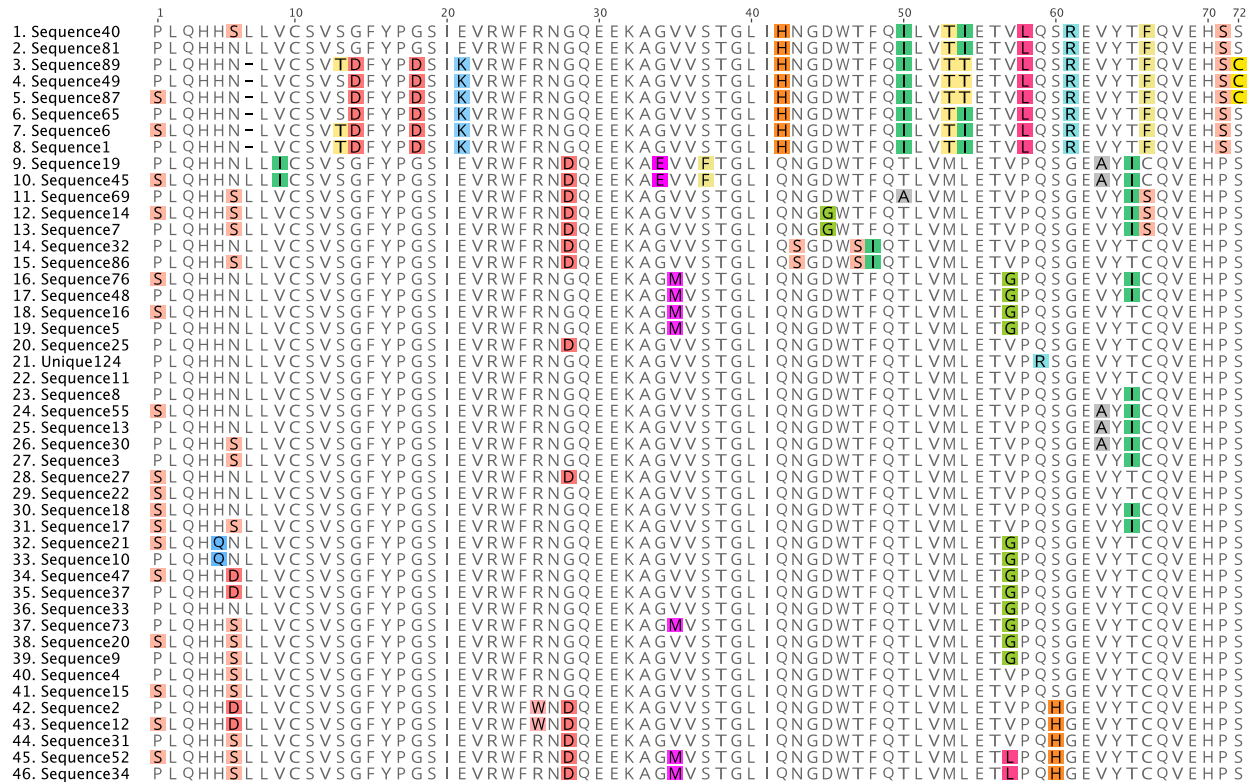 1 10 20 30 40 50 60 70 72
1. Sequence40 PLQHHSLLVCSVSGFYPGSIEVRWFRNGQEEKAGVVSTGLIHNGDWTFQILVTIETVLQSREVYTFQVEHSS
2. Sequence81 PLQHHNLLVCSVSGFYPGSIEVRWFRNGQEEKAGVVSTGLIHNGDWTFQILVTIETVLQSREVYTFQVEHSS
3. Sequence89 PLQHHN-LVCSVTDFYPDSIKVRWFRNGQEEKAGVVSTGLIHNGDWTFQILVTTETVLQSREVYTFQVEHSC
4. Sequence49 PLQHHN-LVCSVSDFYPDSIKVRWFRNGQEEKAGVVSTGLIHNGDWTFQILVTTETVLQSREVYTFQVEHSC
5. Sequence87 SLQHHN-LVCSVSDFYPDSIKVRWFRNGQEEKAGVVSTGLIHNGDWTFQILVTTETVLQSREVYTFQVEHSC
6. Sequence65 PLQHHN-LVCSVSDFYPDSIKVRWFRNGQEEKAGVVSTGLIHNGDWTFQILVTIETVLQSREVYTFQVEHSS
7. Sequence6 SLQHHN-LVCSVTDFYPDSIKVRWFRNGQEEKAGVVSTGLIHNGDWTFQILVTIETVLQSREVYTFQVEHSS
8. Sequence1 PLQHHN-LVCSVTDFYPDSIKVRWFRNGQEEKAGVVSTGLIHNGDWTFQILVTIETVLQSREVYTFQVEHSS
9. Sequence19 PLQHHNLLICSVSGFYPGSIEVRWFRNDQEEKAEVVFTGLIQNGDWTFQTLVMLETVPQSGEAYICQVEHPS
10. Sequence45 SLQHHNLLICSVSGFYPGSIEVRWFRNDQEEKAEVVFTGLIQNGDWTFQTLVMLETVPQSGEAYICQVEHPS
11. Sequence69 PLQHHSLLVCSVSGFYPGSIEVRWFRNDQEEKAGVVSTGLIQNGDWTFQALVMLETVPQSGEVYISQVEHPS
12. Sequence14 SLQHHSLLVCSVSGFYPGSIEVRWFRNDQEEKAGVVSTGLIQNGGWTFQTLVMLETVPQSGEVYISQVEHPS
13. Sequence7 PLQHHSLLVCSVSGFYPGSIEVRWFRNDQEEKAGVVSTGLIQNGGWTFQTLVMLETVPQSGEVYISQVEHPS
14. Sequence32 PLQHHNLLVCSVSGFYPGSIEVRWFRNDQEEKAGVVSTGLIQSGDWSIQTLVMLETVPQSGEVYTCQVEHPS
15. Sequence86 PLQHHSLLVCSVSGFYPGSIEVRWFRNDQEEKAGVVSTGLIQSGDWSIQTLVMLETVPQSGEVYTCQVEHPS
16. Sequence76 SLQHHNLLVCSVSGFYPGSIEVRWFRNGQEEKAGMVSTGLIQNGDWTFQTLVMLETGPQSGEVYICQVEHPS
17. Sequence48 PLQHHNLLVCSVSGFYPGSIEVRWFRNGQEEKAGMVSTGLIQNGDWTFQTLVMLETGPQSGEVYICQVEHPS
18. Sequence16 SLQHHNLLVCSVSGFYPGSIEVRWFRNGQEEKAGMVSTGLIQNGDWTFQTLVMLETGPQSGEVYTCQVEHPS
19. Sequence5 PLQHHNLLVCSVSGFYPGSIEVRWFRNGQEEKAGMVSTGLIQNGDWTFQTLVMLETGPQSGEVYTCQVEHPS
20. Sequence25 PLQHHNLLVCSVSGFYPGSIEVRWFRNDQEEKAGVVSTGLIQNGDWTFQTLVMLETVPQSGEVYTCQVEHPS
21. Unique124 PLQHHNLLVCSVSGFYPGSIEVRWFRNGQEEKAGVVSTGLIQNGDWTFQTLVMLETVPRSGEVYTCQVEHPS
22. Sequence11 PLQHHNLLVCSVSGFYPGSIEVRWFRNGQEEKAGVVSTGLIQNGDWTFQTLVMLETVPQSGEVYTCQVEHPS
23. Sequence8 PLQHHNLLVCSVSGFYPGSIEVRWFRNGQEEKAGVVSTGLIQNGDWTFQTLVMLETVPQSGEVYICQVEHPS
24. Sequence55 SLQHHNLLVCSVSGFYPGSIEVRWFRNGQEEKAGVVSTGLIQNGDWTFQTLVMLETVPQSGEAYICQVEHPS
25. Sequence13 PLQHHNLLVCSVSGFYPGSIEVRWFRNGQEEKAGVVSTGLIQNGDWTFQTLVMLETVPQSGEAYICQVEHPS
26. Sequence30 PLQHHSLLVCSVSGFYPGSIEVRWFRNGQEEKAGVVSTGLIQNGDWTFQTLVMLETVPQSGEAYICQVEHPS
27. Sequence3 PLQHHSLLVCSVSGFYPGSIEVRWFRNGQEEKAGVVSTGLIQNGDWTFQTLVMLETVPQSGEVYICQVEHPS
28. Sequence27 SLQHHNLLVCSVSGFYPGSIEVRWFRNDQEEKAGVVSTGLIQNGDWTFQTLVMLETVPQSGEVYTCQVEHPS
29. Sequence22 SLQHHNLLVCSVSGFYPGSIEVRWFRNGQEEKAGVVSTGLIQNGDWTFQTLVMLETVPQSGEVYTCQVEHPS
30. Sequence18 SLQHHNLLVCSVSGFYPGSIEVRWFRNGQEEKAGVVSTGLIQNGDWTFQTLVMLETVPQSGEVYICQVEHPS
31. Sequence17 SLQHHSLLVCSVSGFYPGSIEVRWFRNGQEEKAGVVSTGLIQNGDWTFQTLVMLETVPQSGEVYICQVEHPS
32. Sequence21 SLQHQNLLVCSVSGFYPGSIEVRWFRNGQEEKAGVVSTGLIQNGDWTFQTLVMLETGPQSGEVYTCQVEHPS
33. Sequence10 PLQHQNLLVCSVSGFYPGSIEVRWFRNGQEEKAGVVSTGLIQNGDWTFQTLVMLETGPQSGEVYTCQVEHPS
34. Sequence47 SLQHHDLLVCSVSGFYPGSIEVRWFRNGQEEKAGVVSTGLIQNGDWTFQTLVMLETGPQSGEVYTCQVEHPS
35. Sequence37 PLQHHDLLVCSVSGFYPGSIEVRWFRNGQEEKAGVVSTGLIQNGDWTFQTLVMLETGPQSGEVYTCQVEHPS
36. Sequence33 PLQHHNLLVCSVSGFYPGSIEVRWFRNGQEEKAGVVSTGLIQNGDWTFQTLVMLETGPQSGEVYTCQVEHPS
37. Sequence73 PLQHHSLLVCSVSGFYPGSIEVRWFRNGQEEKAGMVSTGLIQNGDWTFQTLVMLETGPQSGEVYTCQVEHPS
38. Sequence20 SLQHHSLLVCSVSGFYPGSIEVRWFRNGQEEKAGVVSTGLIQNGDWTFQTLVMLETGPQSGEVYTCQVEHPS
39. Sequence9 PLQHHSLLVCSVSGFYPGSIEVRWFRNGQEEKAGVVSTGLIQNGDWTFQTLVMLETGPQSGEVYTCQVEHPS
40. Sequence4 PLQHHSLLVCSVSGFYPGSIEVRWFRNGQEEKAGVVSTGLIQNGDWTFQTLVMLETVPQSGEVYTCQVEHPS
41. Sequence15 SLQHHSLLVCSVSGFYPGSIEVRWFRNGQEEKAGVVSTGLIQNGDWTFQTLVMLETVPQSGEVYTCQVEHPS
42. Sequence2 PLQHHDLLVCSVSGFYPGSIEVRWFWNDQEEKAGVVSTGLIQNGDWTFQTLVMLETVPQHGEVYTCQVEHPS
43. Sequence12 SLQHHDLLVCSVSGFYPGSIEVRWFWNDQEEKAGVVSTGLIQNGDWTFQTLVMLETVPQHGEVYTCQVEHPS
44. Sequence31 PLQHHSLLVCSVSGFYPGSIEVRWFRNDQEEKAGVVSTGLIQNGDWTFQTLVMLETVPQHGEVYTCQVEHPS
45. Sequence52 SLQHHSLLVCSVSGFYPGSIEVRWFRNDQEEKAGMVSTGLIQNGDWTFQTLVMLETLPQHGEVYTCQVEHPS
46. Sequence34 PLQHHSLLVCSVSGFYPGSIEVRWFRNDQEEKAGMVSTGLIQNGDWTFQTLVMLETLPQHGEVYTCQVEHPS